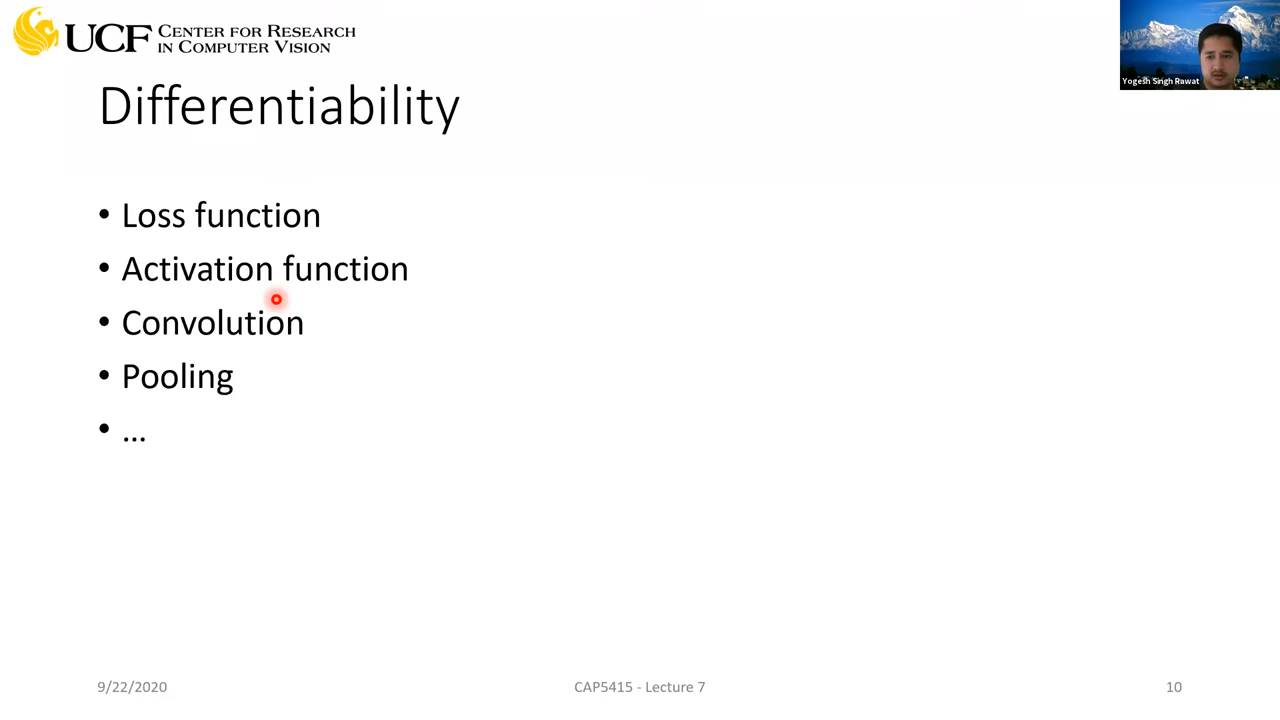 UCF CENTER FOR RESEARCH
IN COMPUTER VISION
Yogesh Singh Rawat
Differentiability
• Loss function
• Activation function
• Convolution
• Pooling
• …
9/22/2020
CAP5415 - Lecture 7
10